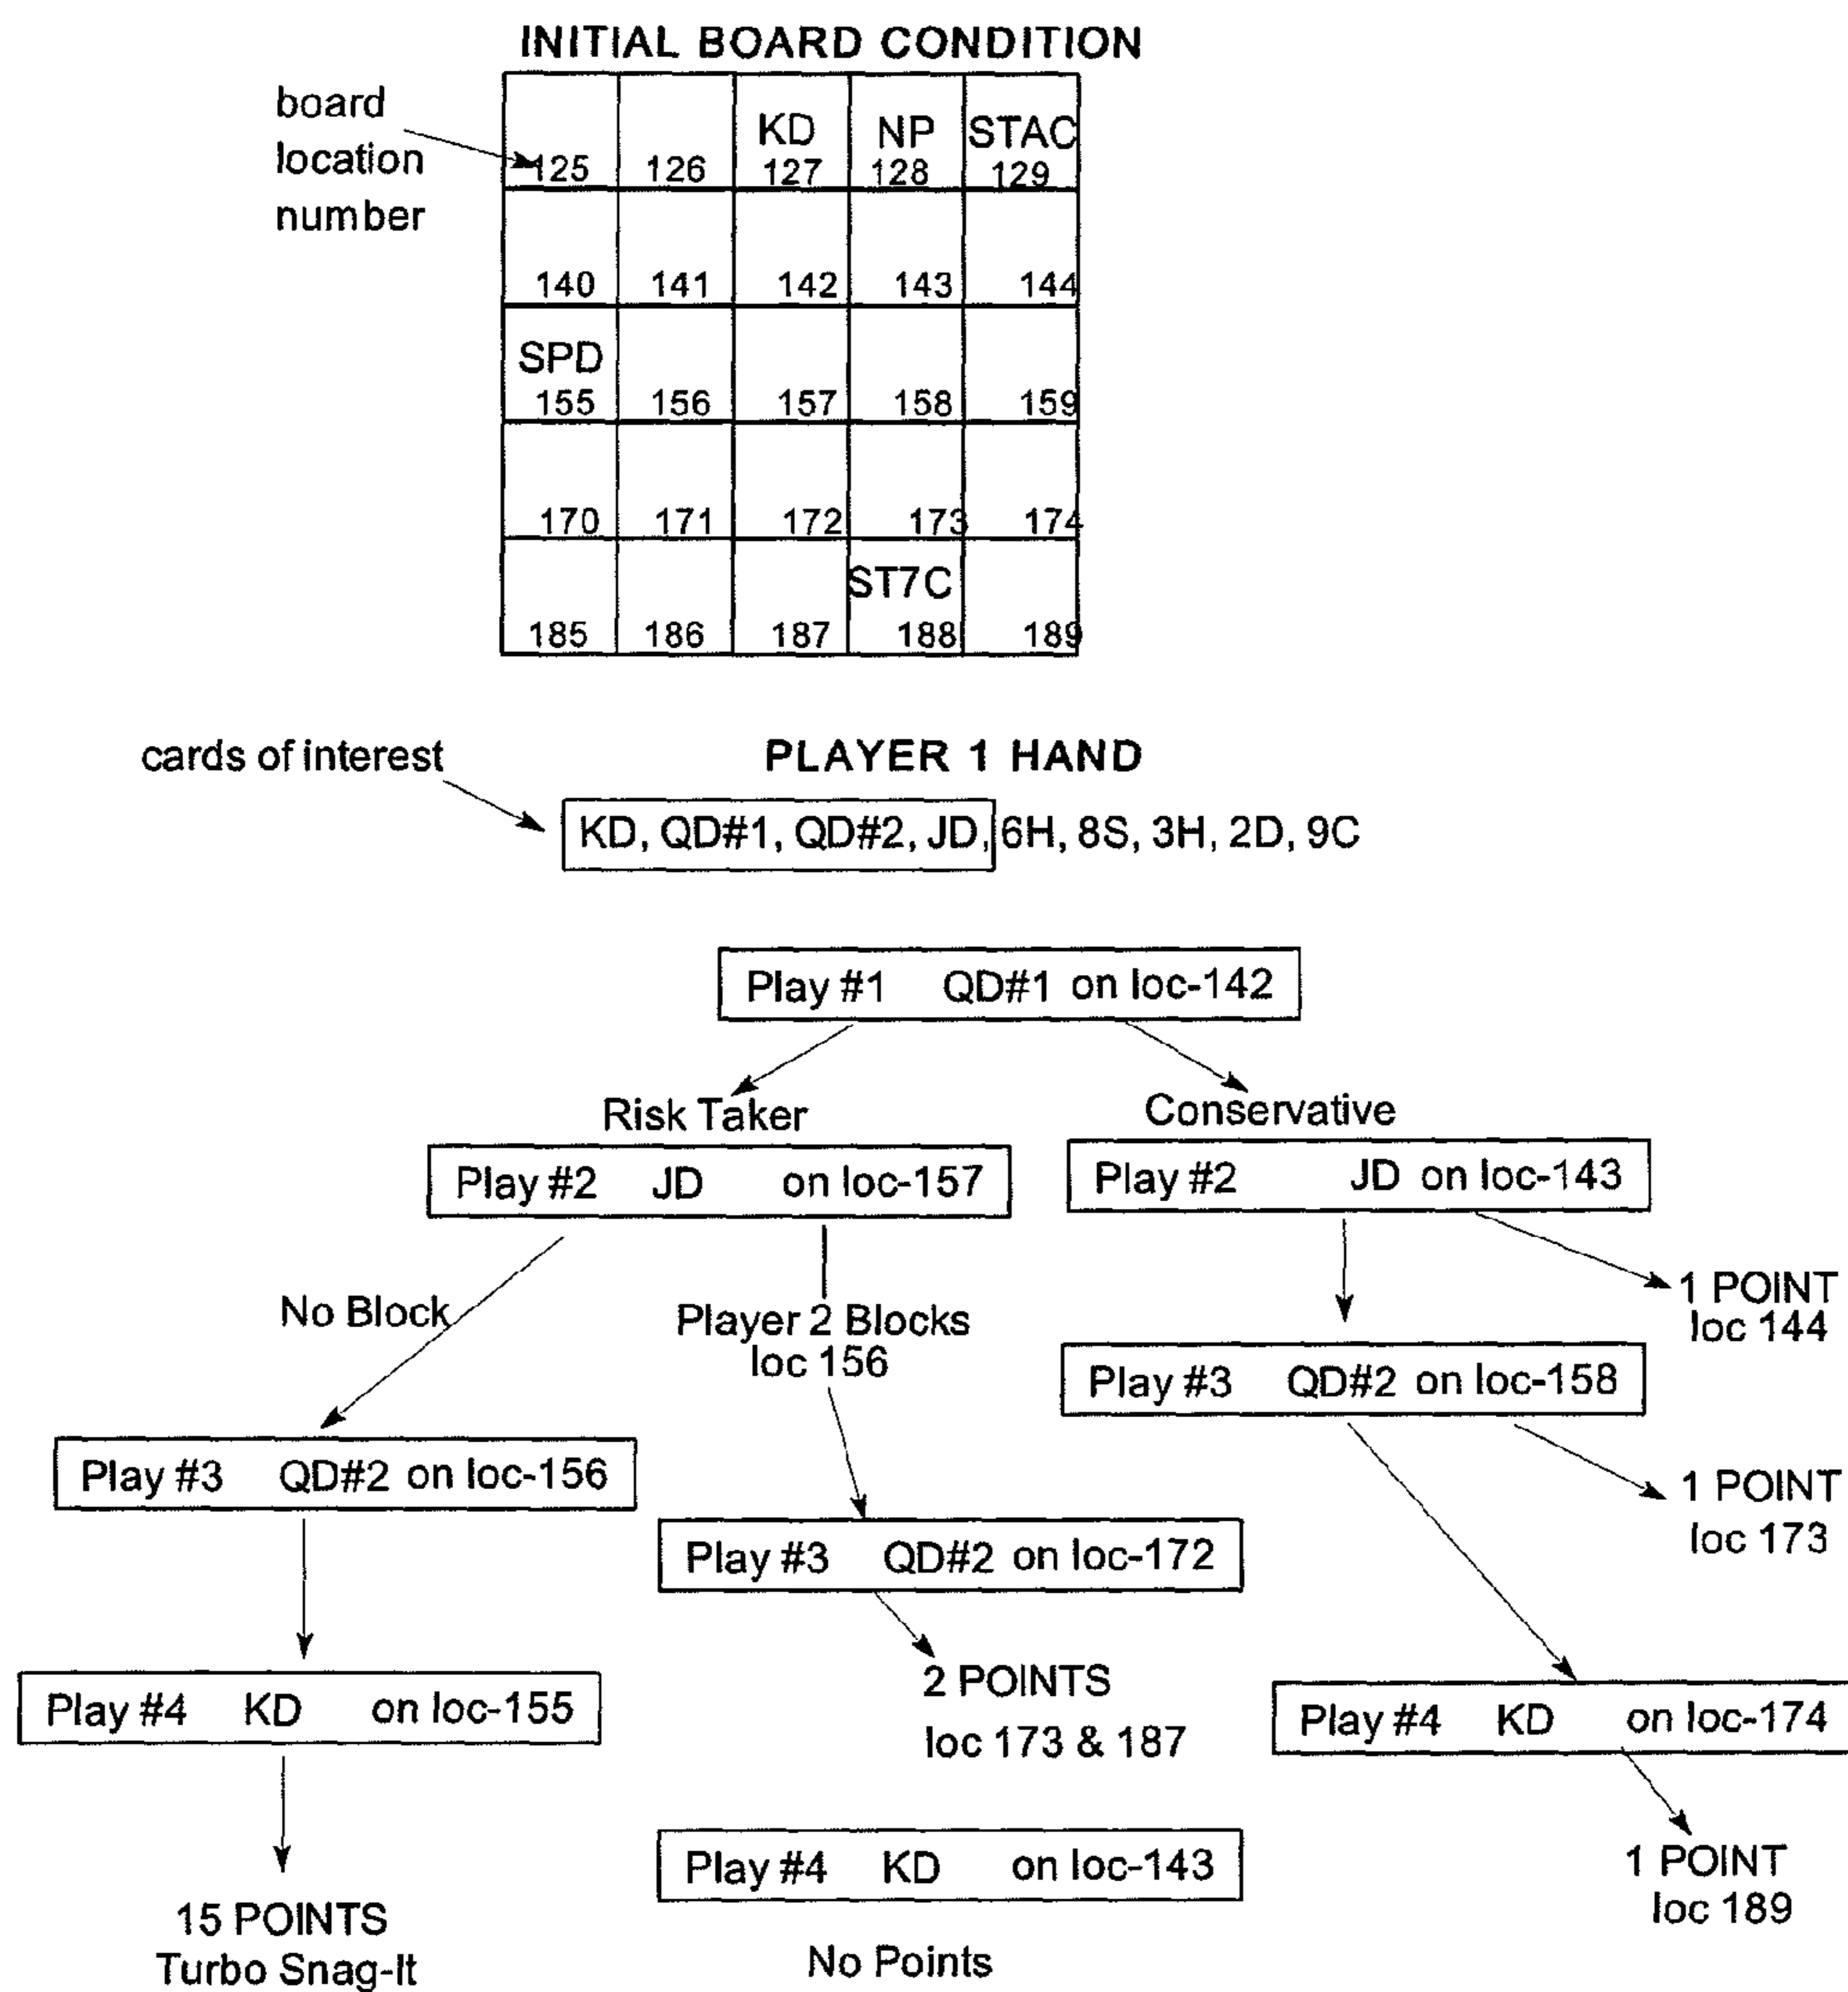 INITIAL BOARD CONDITION
board
location
number
125 126 KD 127 NP 128 STAC 129
140 141 142 143 144
SPD
155 156 157 158 159
170 171 172 173 174
ST7C
185 186 187 188 189
cards of interest
PLAYER 1 HAND
KD, QD#1, QD#2, JD, 6H, 8S, 3H, 2D, 9C
Play #1 QD#1 on loc-142
Risk Taker
Conservative
Play #2 JD on loc-157
Play #2 JD on loc-143
No Block
Player 2 Blocks
loc 156
1 POINT
loc 144
Play #3 QD#2 on loc-158
Play #3 QD#2 on loc-156
1 POINT
loc 173
Play #3 QD#2 on loc-172
Play #4 KD on loc-155
2 POINTS
loc 173 & 187
Play #4 KD on loc-174
Play #4 KD on loc-143
1 POINT
loc 189
15 POINTS
Turbo Snag-It
No Points